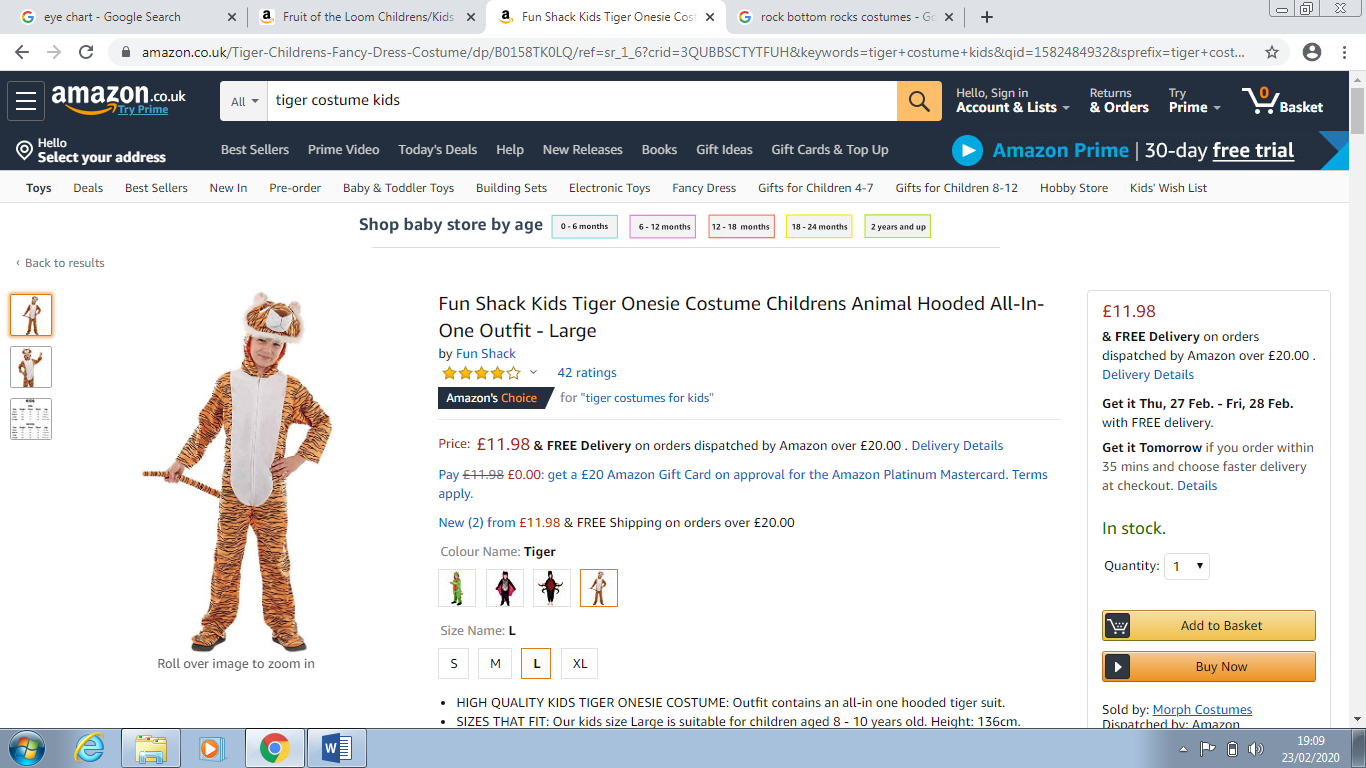 eye chart - Google Search
Fruit of the Loom Childrens/Kids
Fun Shack Kids Tiger Onesie Cos
rock bottom rocks costumes - Go
amazon.co.uk/Tiger-Childrens-Fancy-Dress-Costume/dp/B0158TK0LQ/ref=sr_1_6?crid=3QUBBSCTYTFUH&keywords=tiger+costume+kids&qid=1582484932&sprefix=tiger+cost...
amazon.co.uk
Try Prime
All
tiger costume kids
Hello, Sign in
Account & Lists
Returns
& Orders
Try
Prime
0
Basket
Hello
Select your address
Best Sellers Prime Video Today's Deals Help New Releases Books Gift Ideas Gift Cards & Top Up
Amazon Prime | 30-day free trial
Toys Deals Best Sellers New In Pre-order Baby & Toddler Toys Building Sets Electronic Toys Fancy Dress Gifts for Children 4-7 Gifts for Children 8-12 Hobby Store Kids' Wish List
Shop baby store by age 0 - 6 months 6 - 12 months 12 - 18 months 18 - 24 months 2 years and up
‹ Back to results
Roll over image to zoom in
Fun Shack Kids Tiger Onesie Costume Childrens Animal Hooded All-In-
One Outfit - Large
by Fun Shack
42 ratings
Amazon's Choice for "tiger costumes for kids"
Price: £11.98 & FREE Delivery on orders dispatched by Amazon over £20.00 . Delivery Details
Pay £11.98 £0.00: get a £20 Amazon Gift Card on approval for the Amazon Platinum Mastercard. Terms
apply.
New (2) from £11.98 & FREE Shipping on orders over £20.00
Colour Name: Tiger
Size Name: L
S M L XL
• HIGH QUALITY KIDS TIGER ONESIE COSTUME: Outfit contains an all-in one hooded tiger suit.
• SIZES THAT FIT: Our kids size Large is suitable for children aged 8 - 10 years old. Height: 136cm.
£11.98
& FREE Delivery on orders
dispatched by Amazon over £20.00 .
Delivery Details
Get it Thu, 27 Feb. - Fri, 28 Feb.
with FREE delivery.
Get it Tomorrow if you order within
35 mins and choose faster delivery
at checkout. Details
In stock.
Quantity: 1
Add to Basket
Buy Now
Sold by: Morph Costumes
Dispatched by: Amazon
19:09
23/02/2020